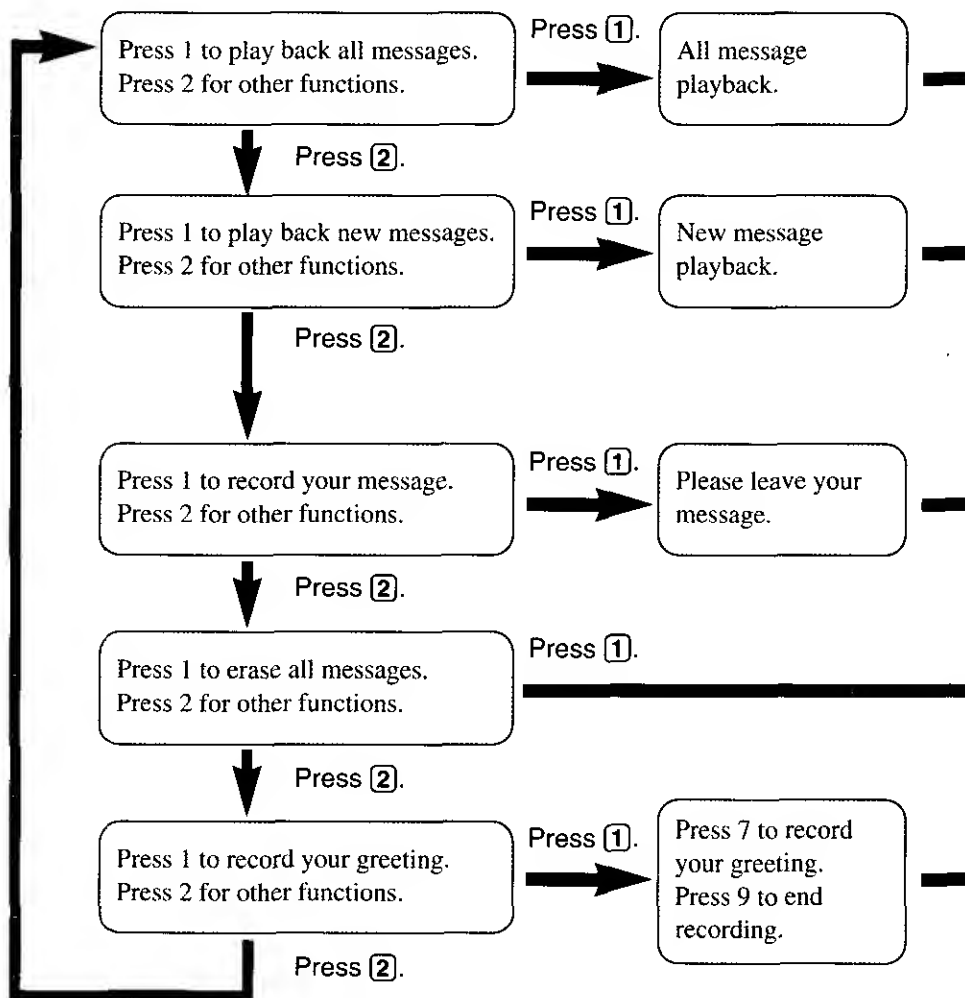 Press 1 to play back all messages.
Press 2 for other functions.
Press 1.
All message
playback.
Press 2.
Press 1 to play back new messages.
Press 2 for other functions.
Press 1.
New message
playback.
Press 2.
Press 1 to record your message.
Press 2 for other functions.
Press 1.
Please leave your
message.
Press 2.
Press 1 to erase all messages.
Press 2 for other functions.
Press 1.
Press 2.
Press 1 to record your greeting.
Press 2 for other functions.
Press 1.
Press 7 to record
your greeting.
Press 9 to end
recording.
Press 2.